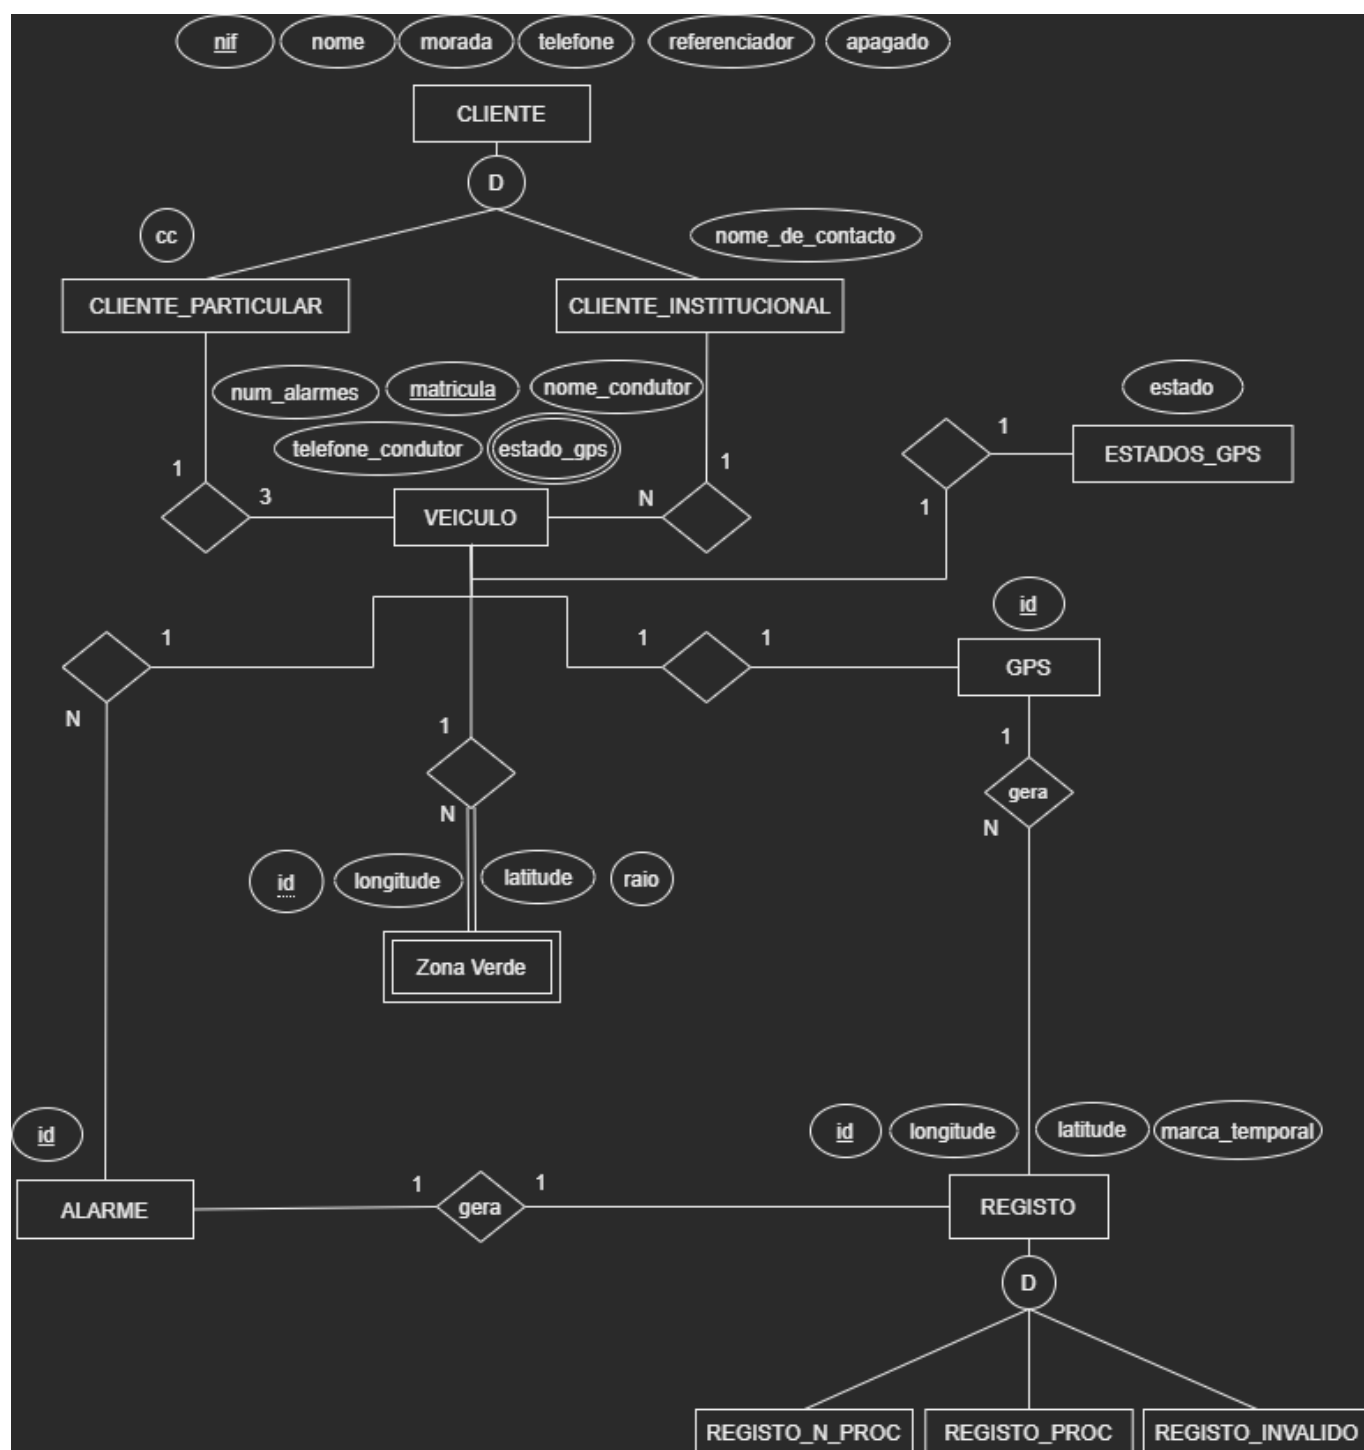 nif nome morada telefone referenciador apagado
CLIENTE
D
cc nome_de_contacto
CLIENTE_PARTICULAR CLIENTE_INSTITUCIONAL
num_alarmes matricula nome_condutor estado
telefone_condutor estado_gps 1 ESTADOS_GPS
1 3 VEICULO N 1 1
id
1 1 1 GPS
N 1 1
gera
N N
id longitude latitude raio
Zona Verde
id id longitude latitude marca_temporal
ALARME 1 gera 1 REGISTO
D
REGISTO_N_PROC REGISTO_PROC REGISTO_INVALIDO